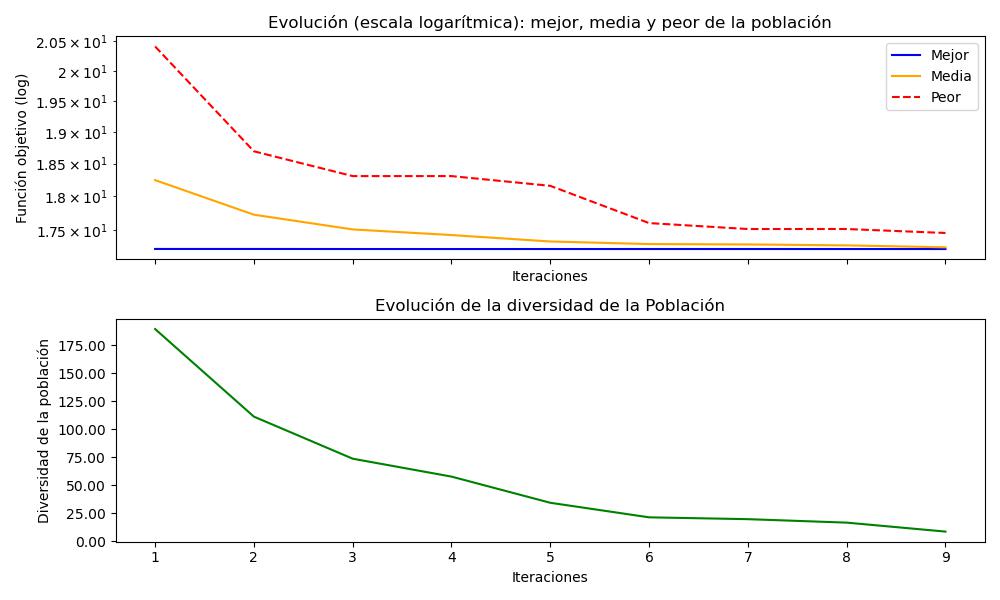 Evolución (escala logarítmica): mejor, media y peor de la población
Función objetivo (log)
2.05 × 10¹
2 × 10¹
1.95 × 10¹
1.9 × 10¹
1.85 × 10¹
1.8 × 10¹
1.75 × 10¹
Mejor
Media
Peor
Iteraciones
Evolución de la diversidad de la Población
Diversidad de la población
175.00
150.00
125.00
100.00
75.00
50.00
25.00
0.00
1 2 3 4 5 6 7 8 9
Iteraciones